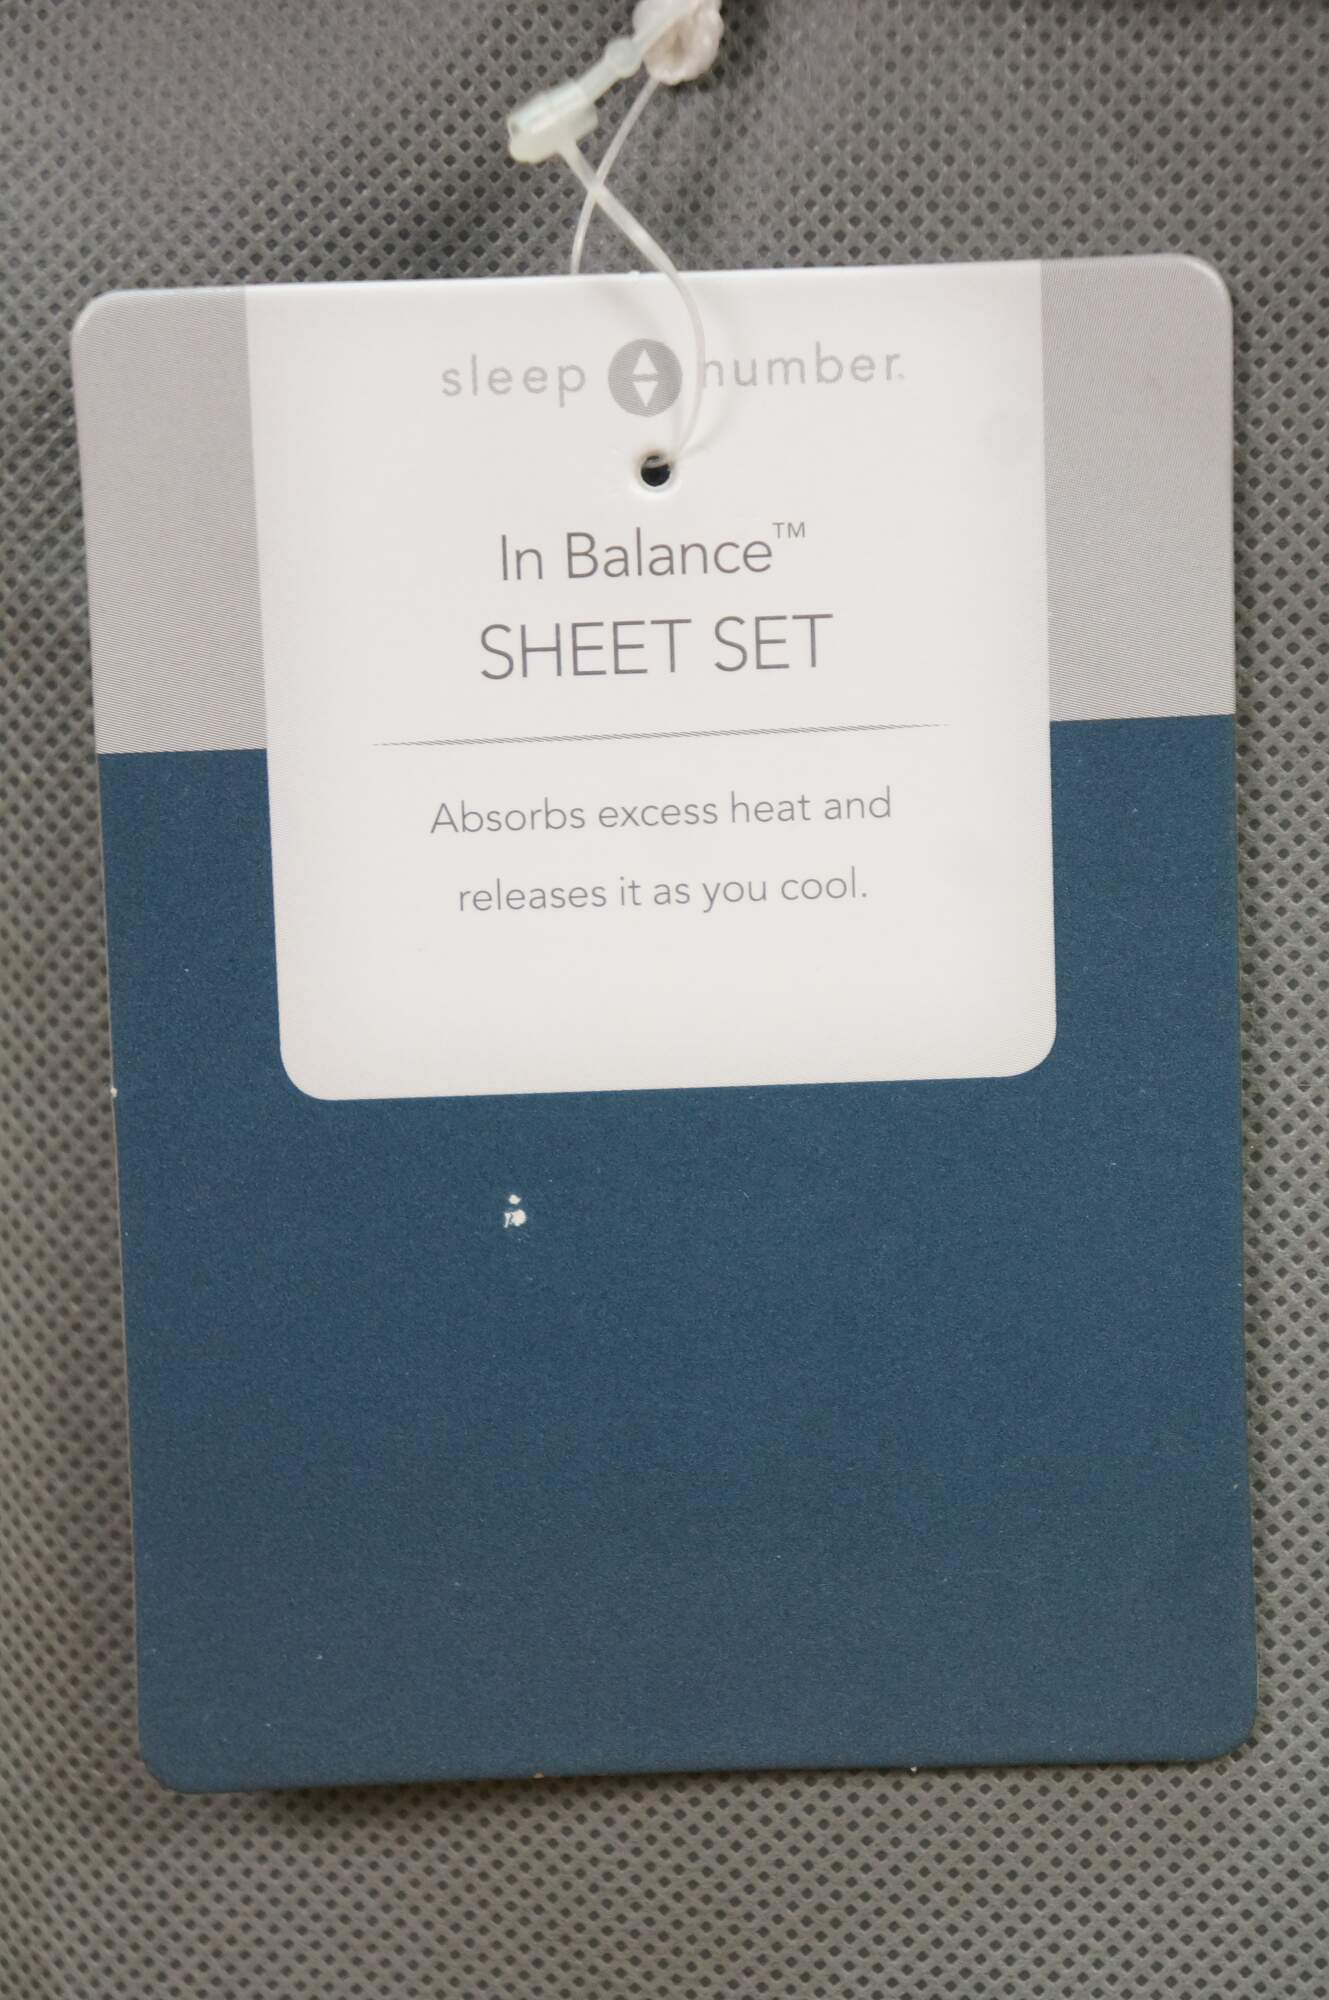 sleep number
In Balance™
SHEET SET
Absorbs excess heat and
releases it as you cool.